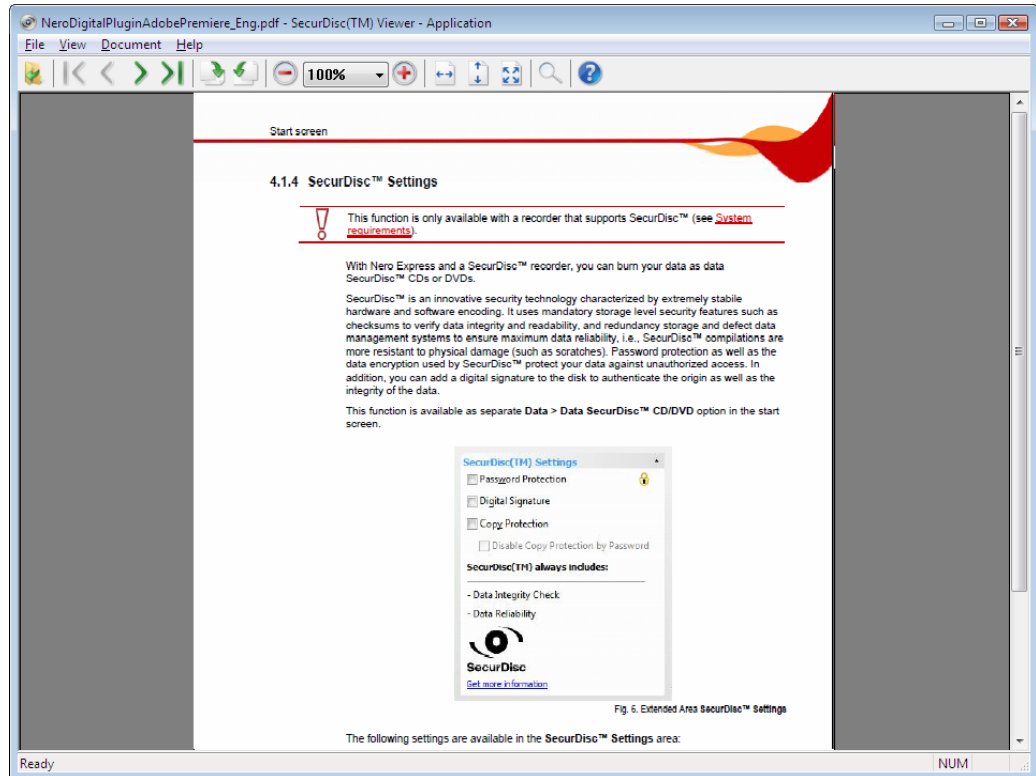 NeroDigitalPluginAdobePremiere_Eng.pdf - SecurDisc(TM) Viewer - Application
File View Document Help
100%
Start screen
4.1.4 SecurDisc™ Settings
This function is only available with a recorder that supports SecurDisc™ (see System
requirements).
With Nero Express and a SecurDisc™ recorder, you can burn your data as data
SecurDisc™ CDs or DVDs.
SecurDisc™ is an innovative security technology characterized by extremely stabile
hardware and software encoding. It uses mandatory storage level security features such as
checksums to verify data integrity and readability, and redundancy storage and defect data
management systems to ensure maximum data reliability, i.e., SecurDisc™ compilations are
more resistant to physical damage (such as scratches). Password protection as well as the
data encryption used by SecurDisc™ protect your data against unauthorized access. In
addition, you can add a digital signature to the disk to authenticate the origin as well as the
integrity of the data.
This function is available as separate Data > Data SecurDisc™ CD/DVD option in the start
screen.
SecurDisc(TM) Settings
Password Protection
Digital Signature
Copy Protection
Disable Copy Protection by Password
SecurDisc(TM) always includes:
- Data Integrity Check
- Data Reliability
SecurDisc
Get more information
Fig. 6. Extended Area SecurDisc™ Settings
The following settings are available in the SecurDisc™ Settings area:
Ready NUM